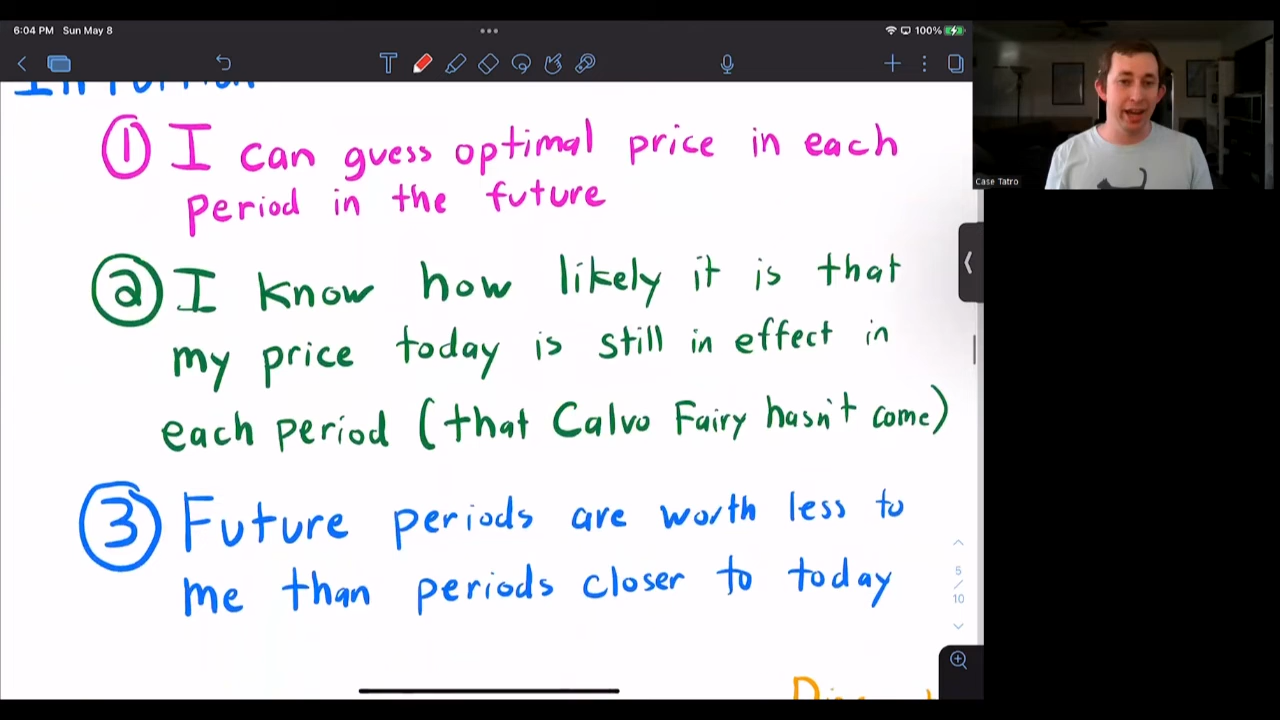 6:04 PM Sun May 8
100%
Intuition
① I can guess optimal price in each
period in the future
② I know how likely it is that
my price today is still in effect in
each period (that Calvo Fairy hasn't come)
③ Future periods are worth less to
me than periods closer to today
5
/
10
Case Tatro